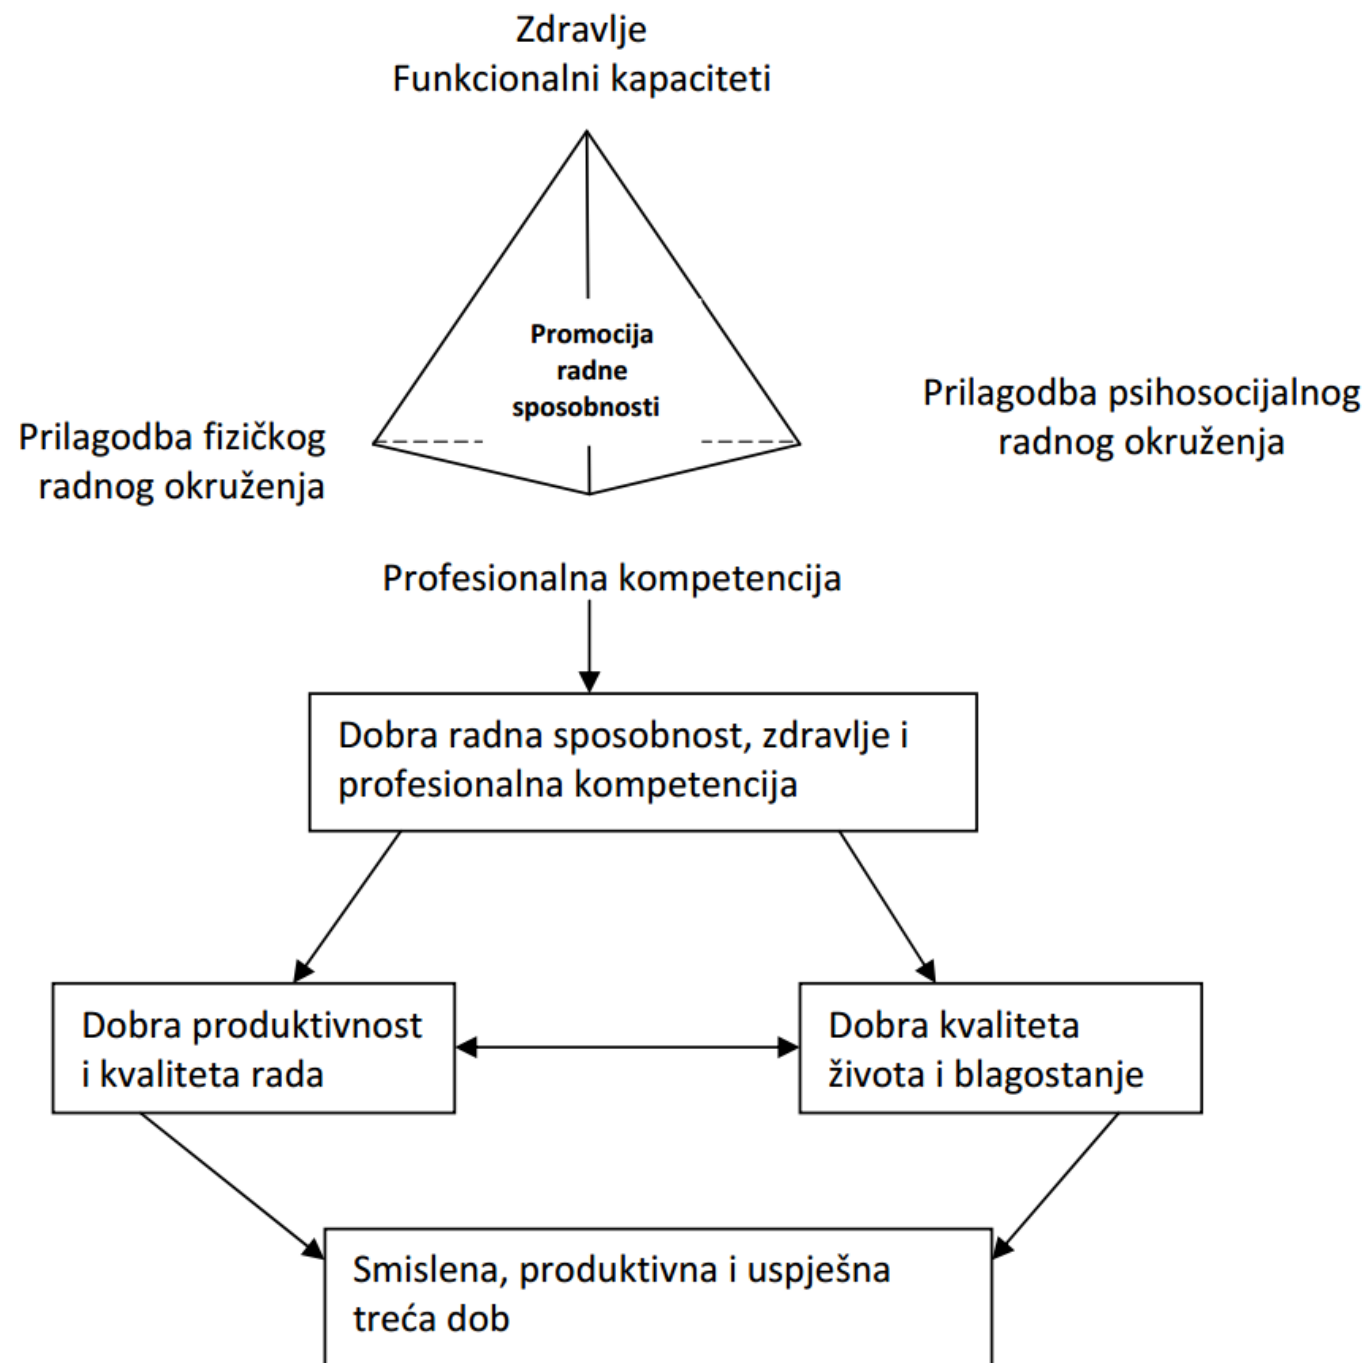 Zdravlje
Funkcionalni kapaciteti
Promocija
radne
sposobnosti
Prilagodba fizičkog
radnog okruženja
Prilagodba psihosocijalnog
radnog okruženja
Profesionalna kompetencija
Dobra radna sposobnost, zdravlje i
profesionalna kompetencija
Dobra produktivnost
i kvaliteta rada
Dobra kvaliteta
života i blagostanje
Smislena, produktivna i uspješna
treća dob